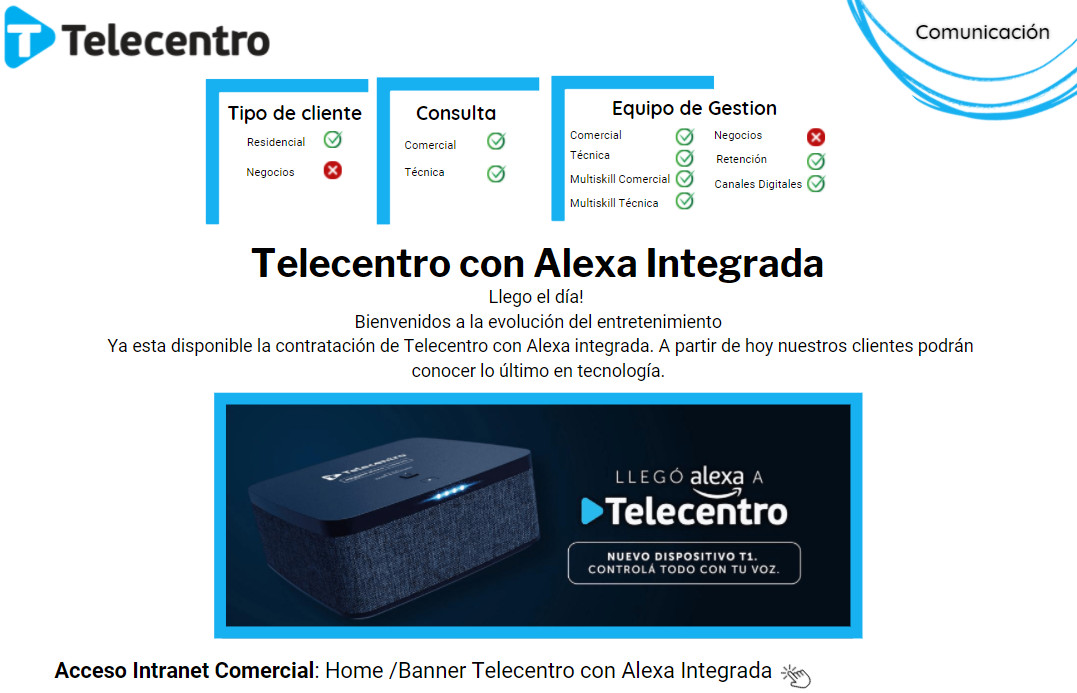 Telecentro
Comunicación
Tipo de cliente
Residencial
Negocios
Consulta
Comercial
Técnica
Equipo de Gestion
Comercial
Técnica
Multiskill Comercial
Multiskill Técnica
Negocios
Retención
Canales Digitales
Telecentro con Alexa Integrada
Llego el día!
Bienvenidos a la evolución del entretenimiento
Ya esta disponible la contratación de Telecentro con Alexa integrada. A partir de hoy nuestros clientes podrán
conocer lo último en tecnología.
Telecentro
LLEGÓ alexa A
Telecentro
NUEVO DISPOSITIVO T1.
CONTROLÁ TODO CON TU VOZ.
Acceso Intranet Comercial: Home /Banner Telecentro con Alexa Integrada